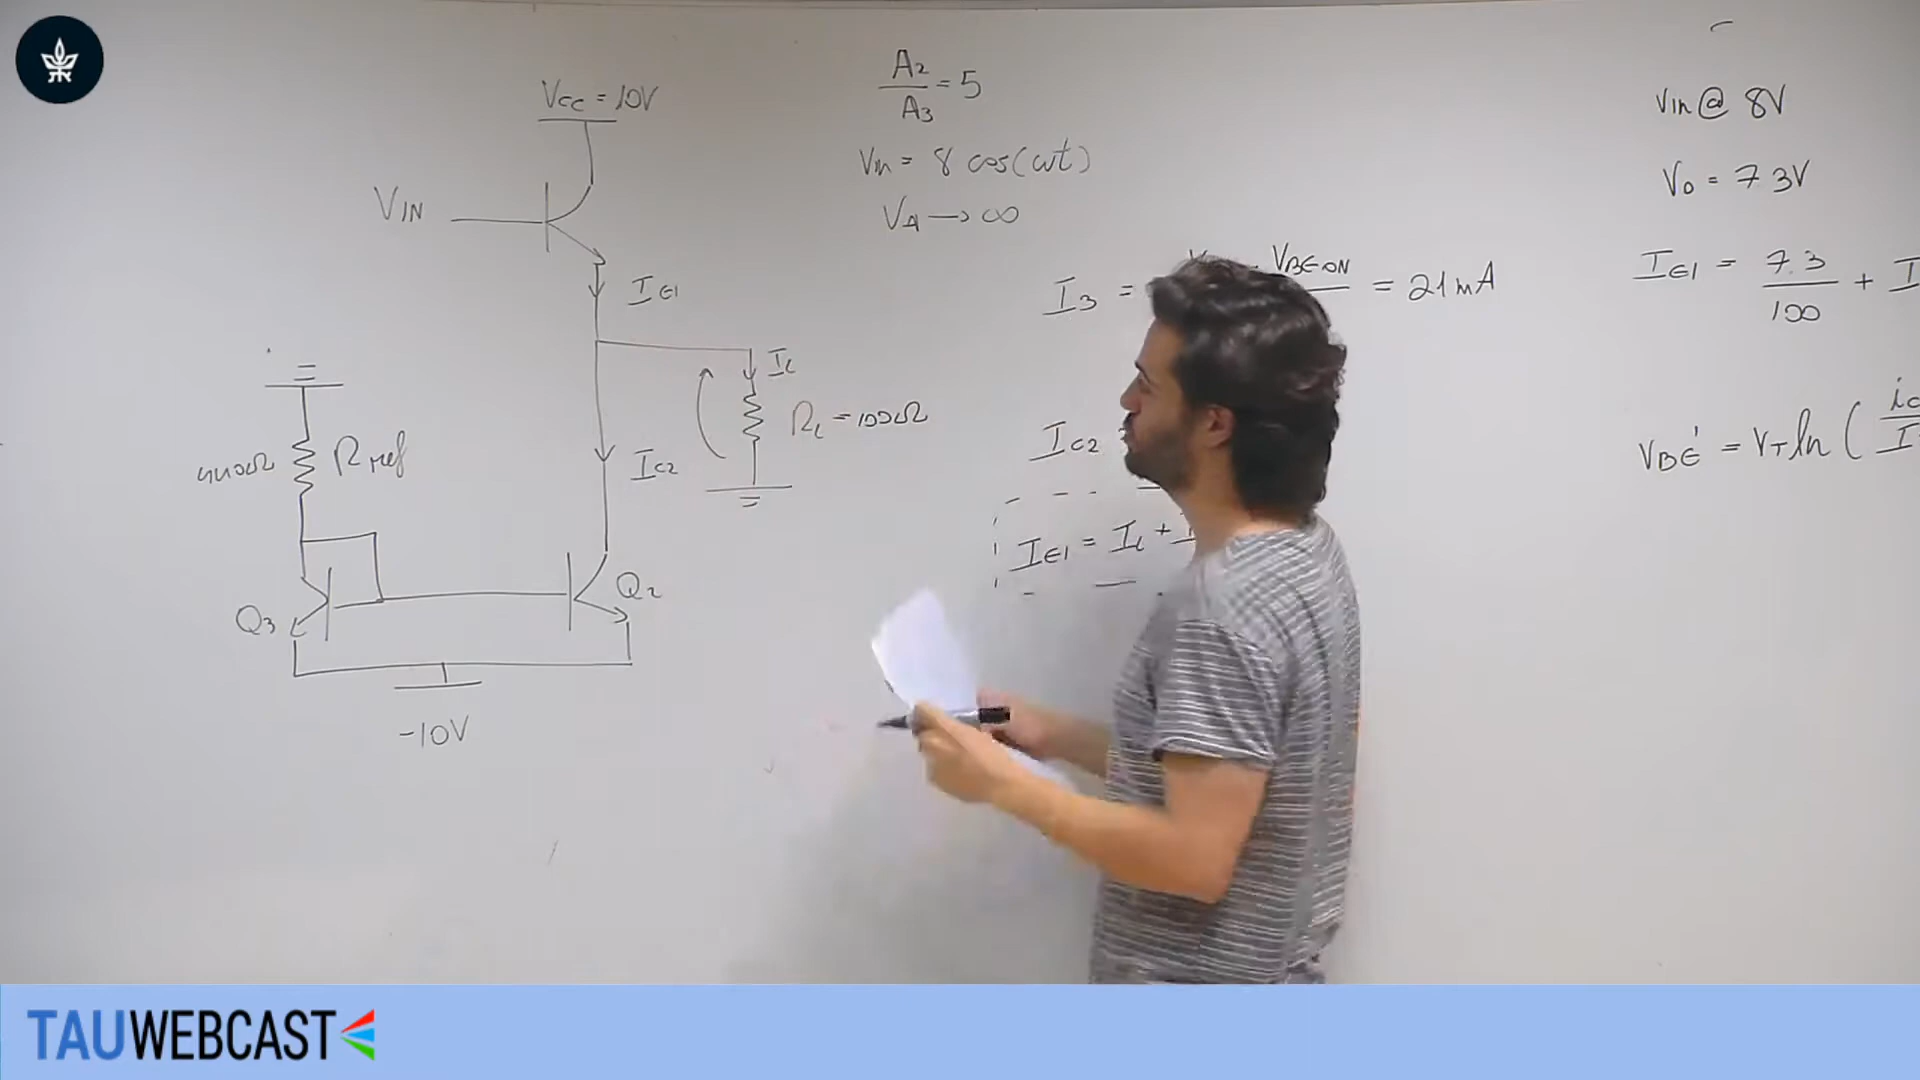 Vcc = 10V
VIN
IE1
IL
RL = 100Ω
Rref
IC2
Q3
Q2
-10V
A2
A3
= 5
Vin = 8 cos(ωt)
VA → ∞
I3 =
VBE ON
= 21mA
IC2
IE1 = IL +
Vin @ 8V
Vo = 7.3V
IE1 = 7.3
100
+ I
VBE' = VT ln ( ic
I
TAUWEBCAST